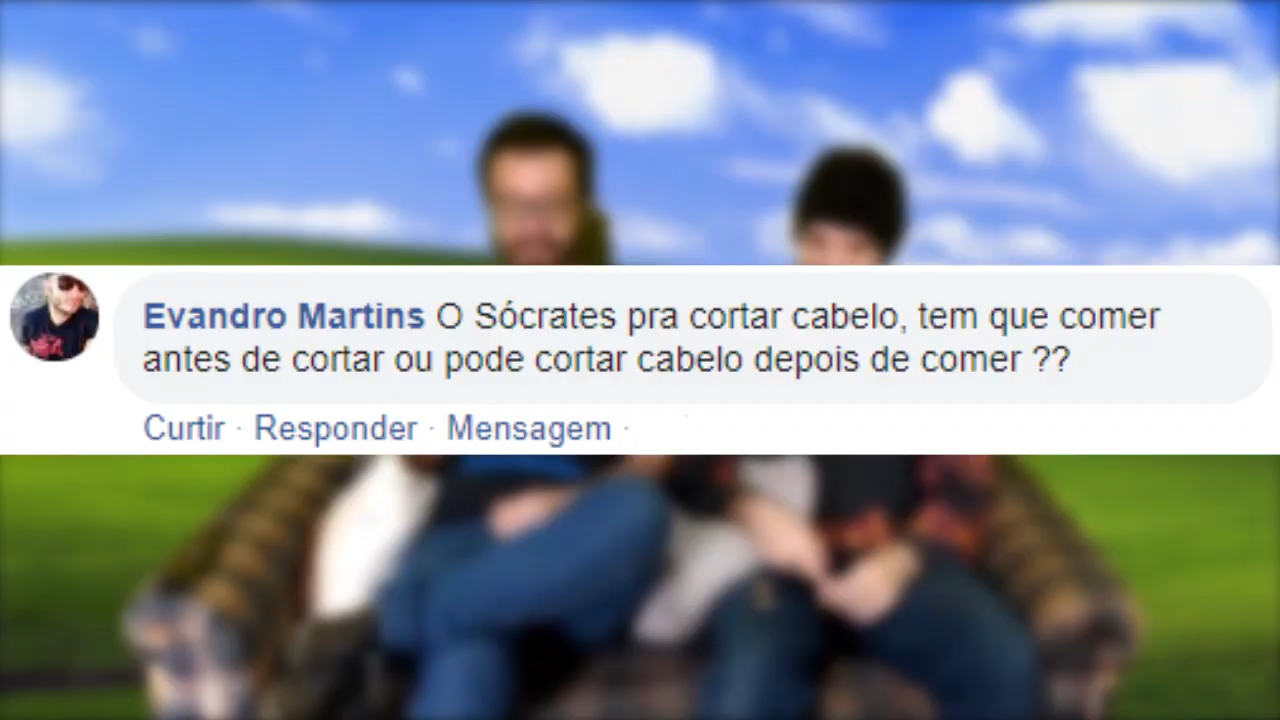 Evandro Martins O Sócrates pra cortar cabelo, tem que comer
antes de cortar ou pode cortar cabelo depois de comer ??
Curtir · Responder · Mensagem ·